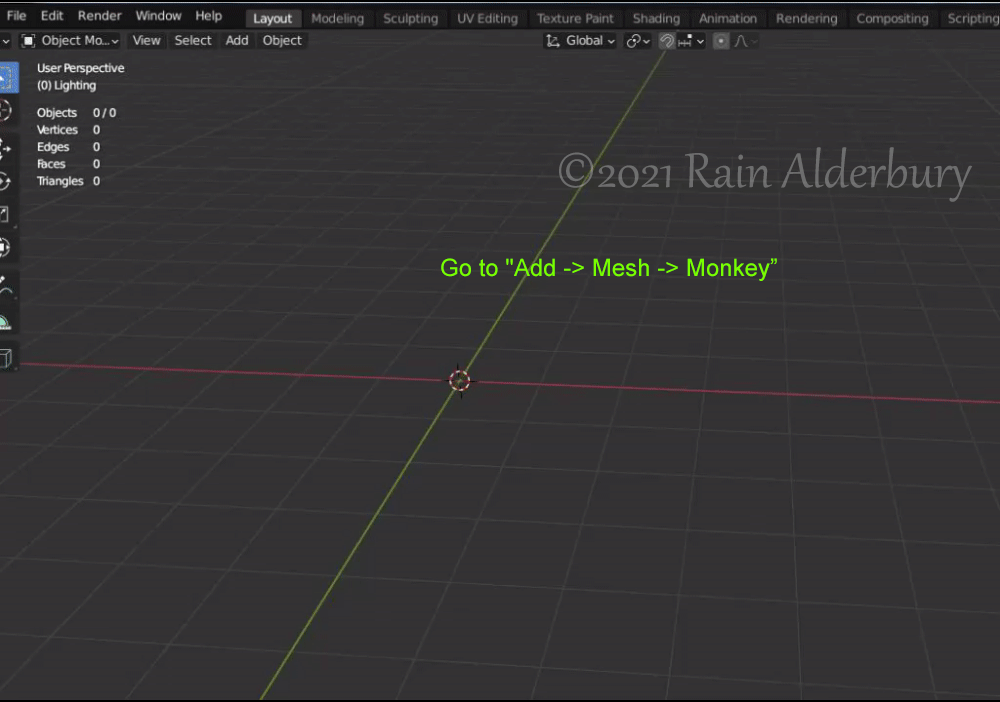 File Edit Render Window Help Layout Modeling Sculpting UV Editing Texture Paint Shading Animation Rendering Compositing Scripting
Object Mo... View Select Add Object Global
User Perspective
(0) Lighting
Objects 0 / 0
Vertices 0
Edges 0
Faces 0
Triangles 0
©2021 Rain Alderbury
Go to "Add -> Mesh -> Monkey”